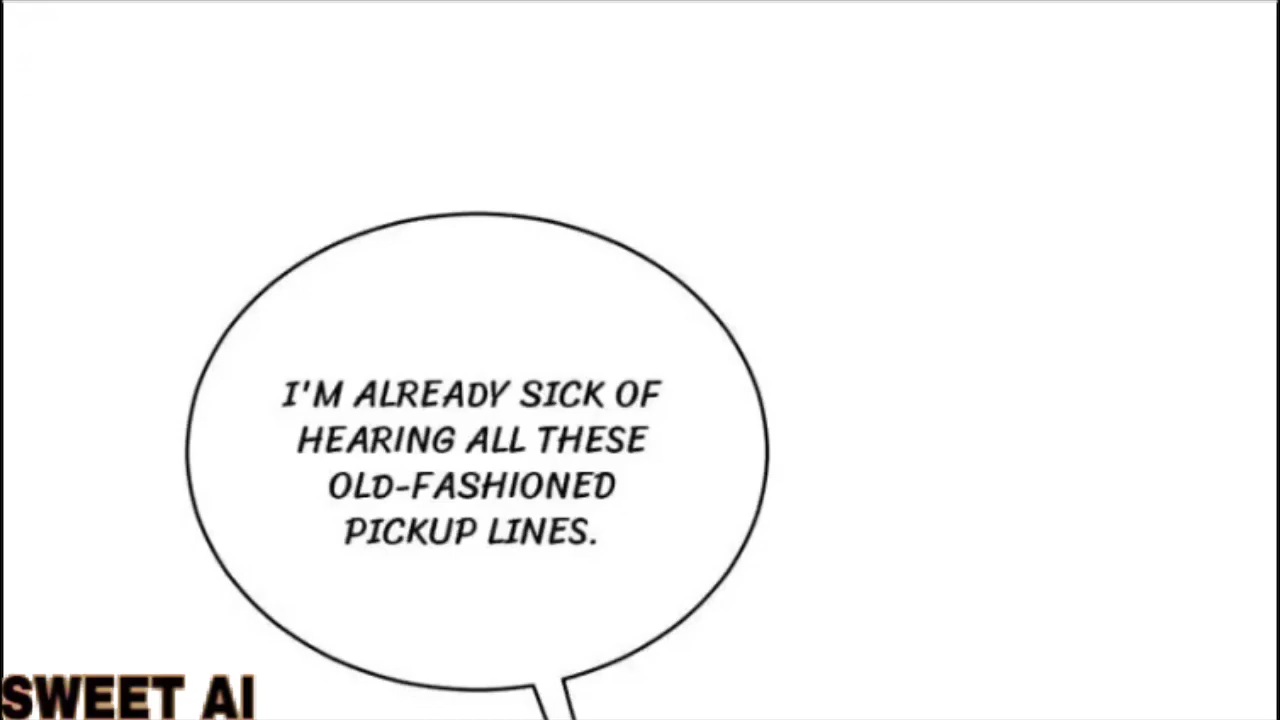 I'M ALREADY SICK OF
HEARING ALL THESE
OLD-FASHIONED
PICKUP LINES.
SWEET AI